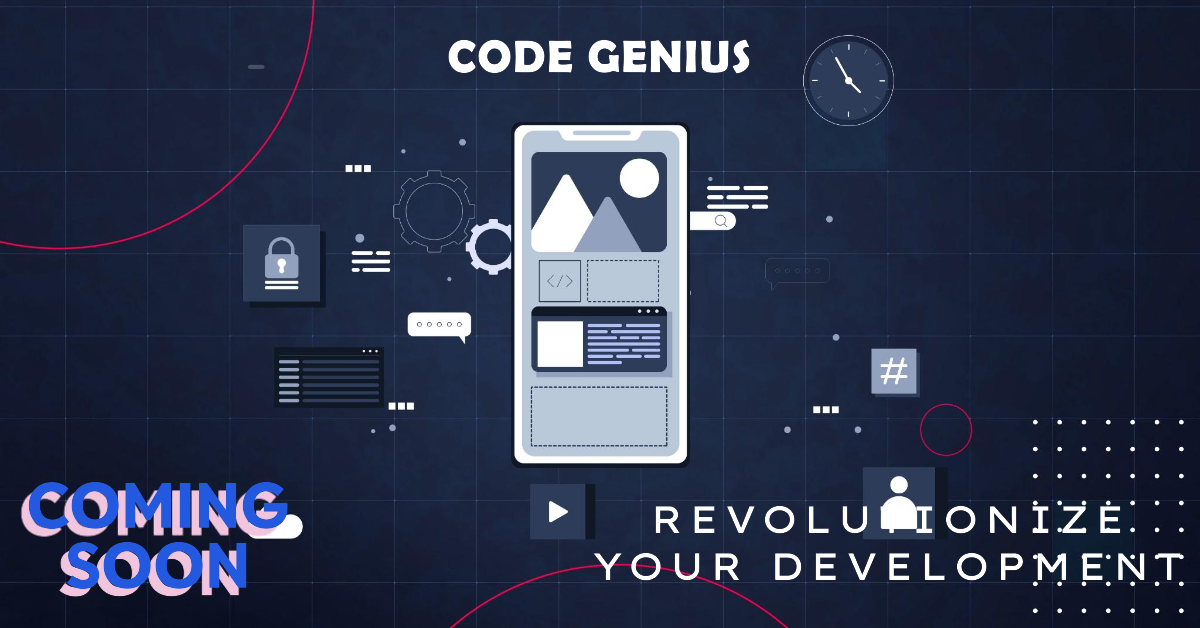 CODE GENIUS
</>
#
COMING
SOON
REVOLUTIONIZE
YOUR DEVELOPMENT